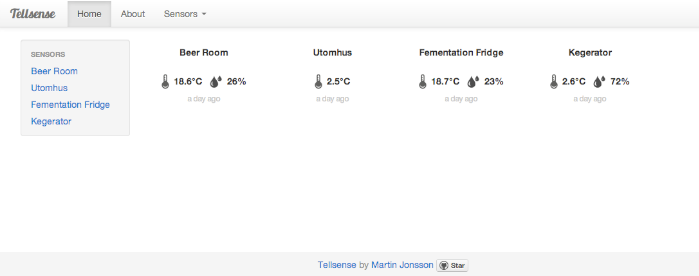 Tellsense Home About Sensors
SENSORS
Beer Room
Utomhus
Fementation Fridge
Kegerator
Beer Room
18.6°C 26%
a day ago
Utomhus
2.5°C
a day ago
Fementation Fridge
18.7°C 23%
a day ago
Kegerator
2.6°C 72%
a day ago
Tellsense by Martin Jonsson Star